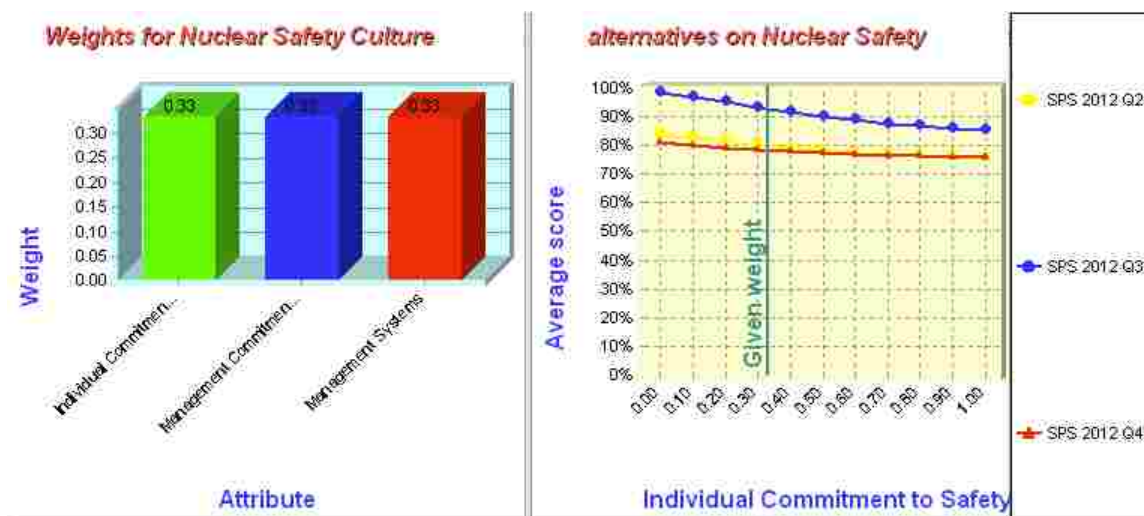 Weights for Nuclear Safety Culture
0.33
0.33
0.33
0.30
0.25
0.20
0.15
0.10
0.05
0.00
Weight
Individual Commitmen...
Management Commitmen...
Management Systems
Attribute
alternatives on Nuclear Safety
100%
90%
80%
70%
60%
50%
40%
30%
20%
10%
0%
Average score
Given weight
0.00
0.10
0.20
0.30
0.40
0.50
0.60
0.70
0.80
0.90
1.00
Individual Commitment to Safety
SPS 2012 Q2
SPS 2012 Q3
SPS 2012 Q4